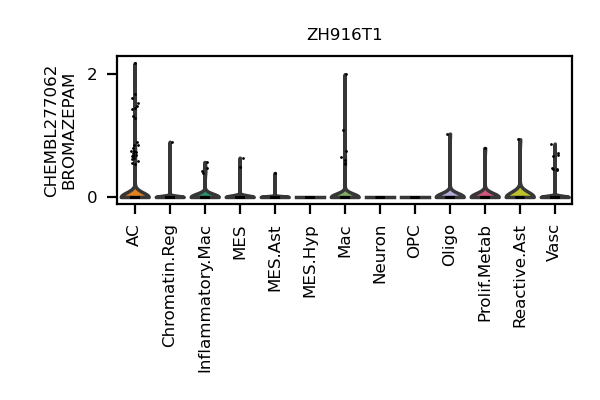 ZH916T1
CHEMBL277062
BROMAZEPAM
2
0
AC
Chromatin.Reg
Inflammatory.Mac
MES
MES.Ast
MES.Hyp
Mac
Neuron
OPC
Oligo
Prolif.Metab
Reactive.Ast
Vasc